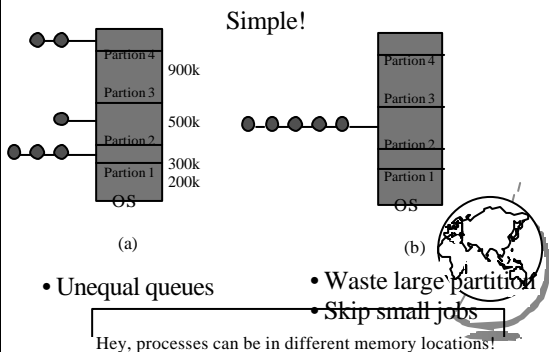 Simple!
Partion 4
900k
Partion 3
500k
Partion 2
300k
Partion 1
200k
OS
(a)
Partion 4
Partion 3
Partion 2
Partion 1
OS
(b)
• Unequal queues
• Waste large partition
• Skip small jobs
Hey, processes can be in different memory locations!